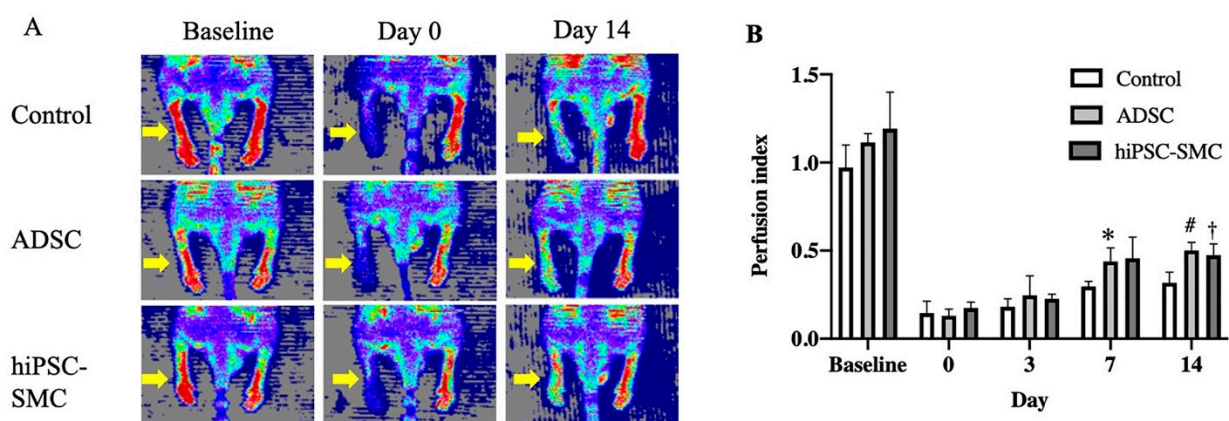 A
Baseline Day 0 Day 14
Control
ADSC
hiPSC-
SMC
B
Perfusion index
1.5
1.0
0.5
0.0
Control
ADSC
hiPSC-SMC
* # †
Baseline 0 3 7 14
Day